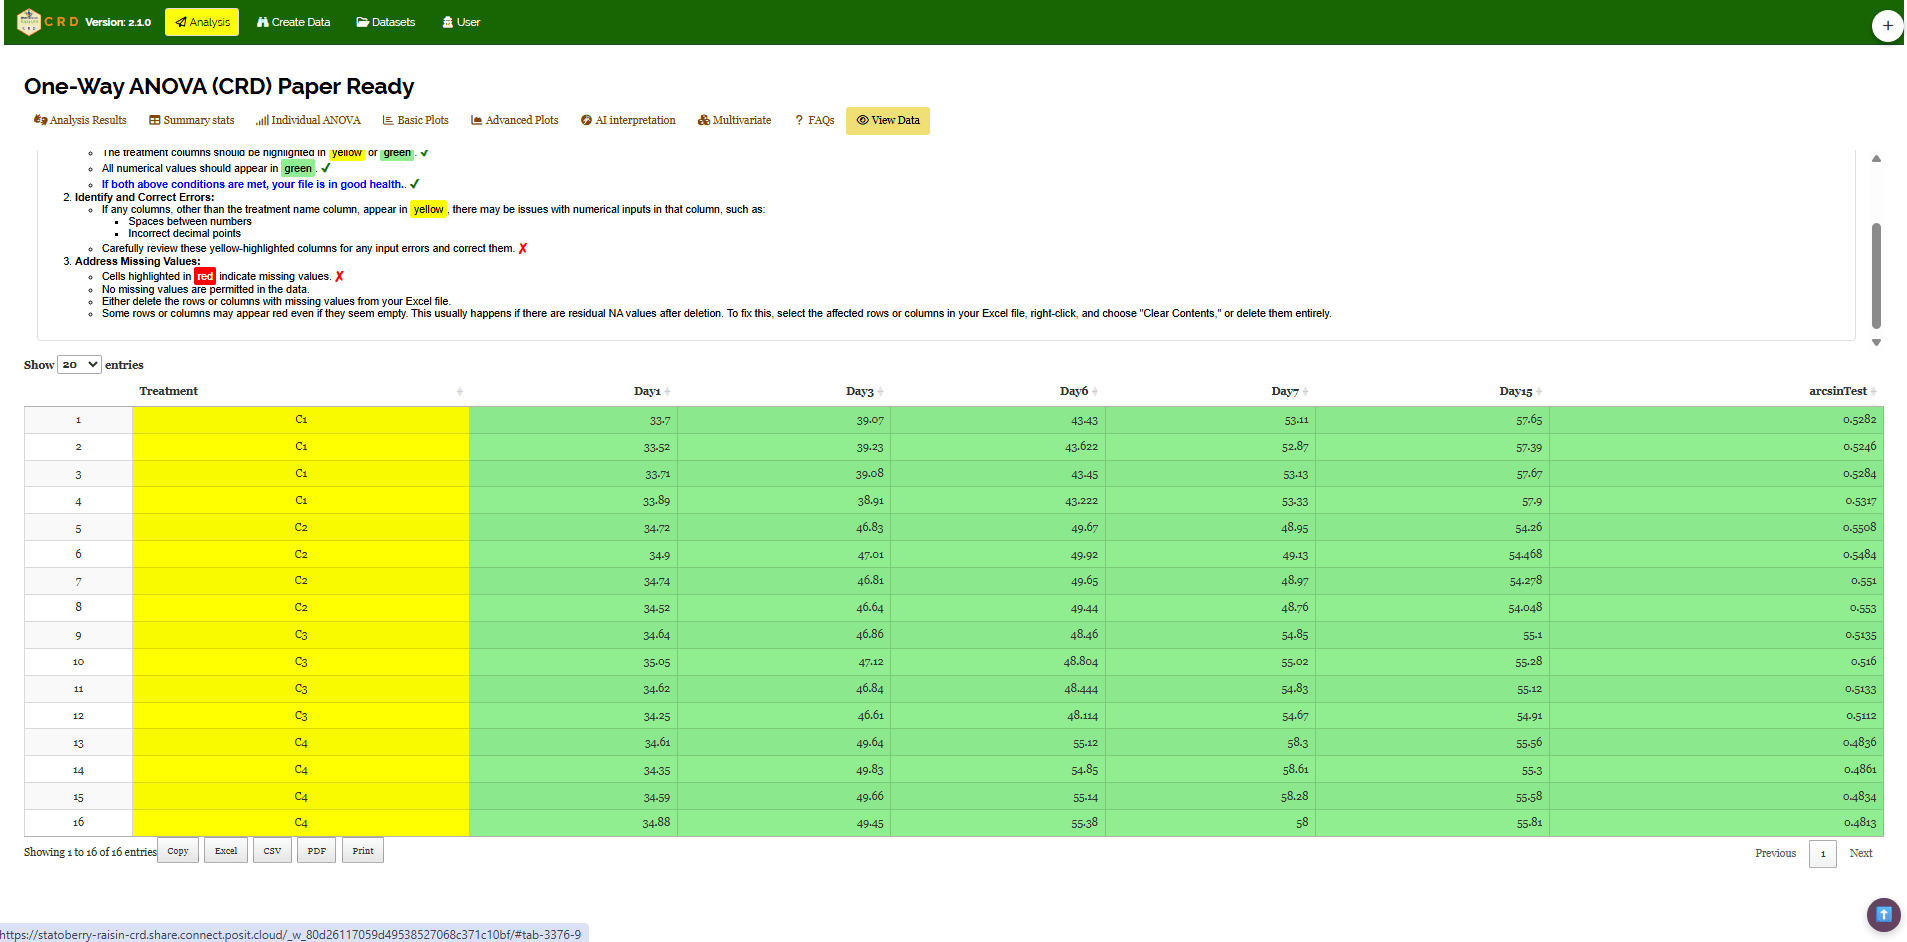 CRD Version: 2.1.0 Analysis Create Data Datasets User
+
One-Way ANOVA (CRD) Paper Ready
Analysis Results Summary stats Individual ANOVA Basic Plots Advanced Plots AI interpretation Multivariate ? FAQs View Data
The treatment columns should be highlighted in yellow or green . ✔
All numerical values should appear in green . ✔
If both above conditions are met, your file is in good health.. ✔
2. Identify and Correct Errors:
If any columns, other than the treatment name column, appear in yellow , there may be issues with numerical inputs in that column, such as:
Spaces between numbers
Incorrect decimal points
Carefully review these yellow-highlighted columns for any input errors and correct them. ✘
3. Address Missing Values:
Cells highlighted in red indicate missing values. ✘
No missing values are permitted in the data.
Either delete the rows or columns with missing values from your Excel file.
Some rows or columns may appear red even if they seem empty. This usually happens if there are residual NA values after deletion. To fix this, select the affected rows or columns in your Excel file, right-click, and choose "Clear Contents," or delete them entirely.
Show 20 entries
Treatment Day1 Day3 Day6 Day7 Day15 arcsinTest
1 C1 33.7 39.07 43.43 53.11 57.65 0.5282
2 C1 33.52 39.23 43.622 52.87 57.39 0.5246
3 C1 33.71 39.08 43.45 53.13 57.67 0.5284
4 C1 33.89 38.91 43.222 53.33 57.9 0.5317
5 C2 34.72 46.83 49.67 48.95 54.26 0.5508
6 C2 34.9 47.01 49.92 49.13 54.468 0.5484
7 C2 34.74 46.81 49.65 48.97 54.278 0.551
8 C2 34.52 46.64 49.44 48.76 54.048 0.553
9 C3 34.64 46.86 48.46 54.85 55.1 0.5135
10 C3 35.05 47.12 48.804 55.02 55.28 0.516
11 C3 34.62 46.84 48.444 54.83 55.12 0.5133
12 C3 34.25 46.61 48.114 54.67 54.91 0.5112
13 C4 34.61 49.64 55.12 58.3 55.56 0.4836
14 C4 34.35 49.83 54.85 58.61 55.3 0.4861
15 C4 34.59 49.66 55.14 58.28 55.58 0.4834
16 C4 34.88 49.45 55.38 58 55.81 0.4813
Showing 1 to 16 of 16 entries Copy Excel CSV PDF Print Previous 1 Next
https://statoberry-raisin-crd.share.connect.posit.cloud/_w_80d26117059d49538527068c371c10bf/#tab-3376-9